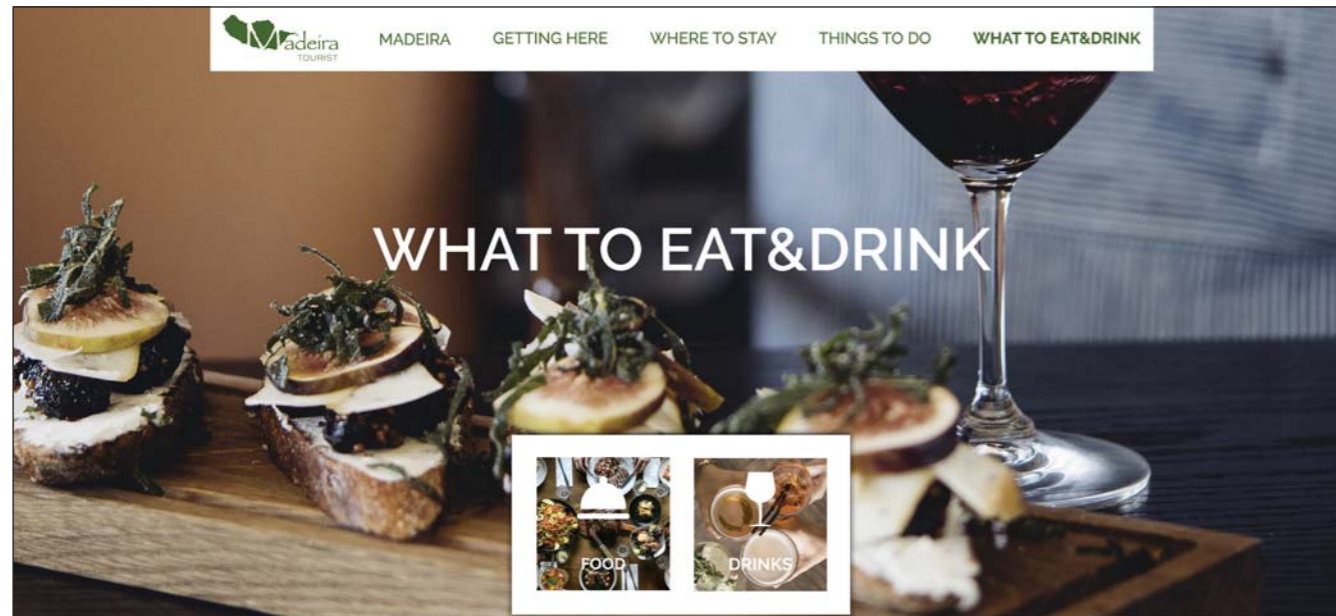 Madeira
TOURIST
MADEIRA
GETTING HERE
WHERE TO STAY
THINGS TO DO
WHAT TO EAT&DRINK
WHAT TO EAT&DRINK
FOOD
DRINKS